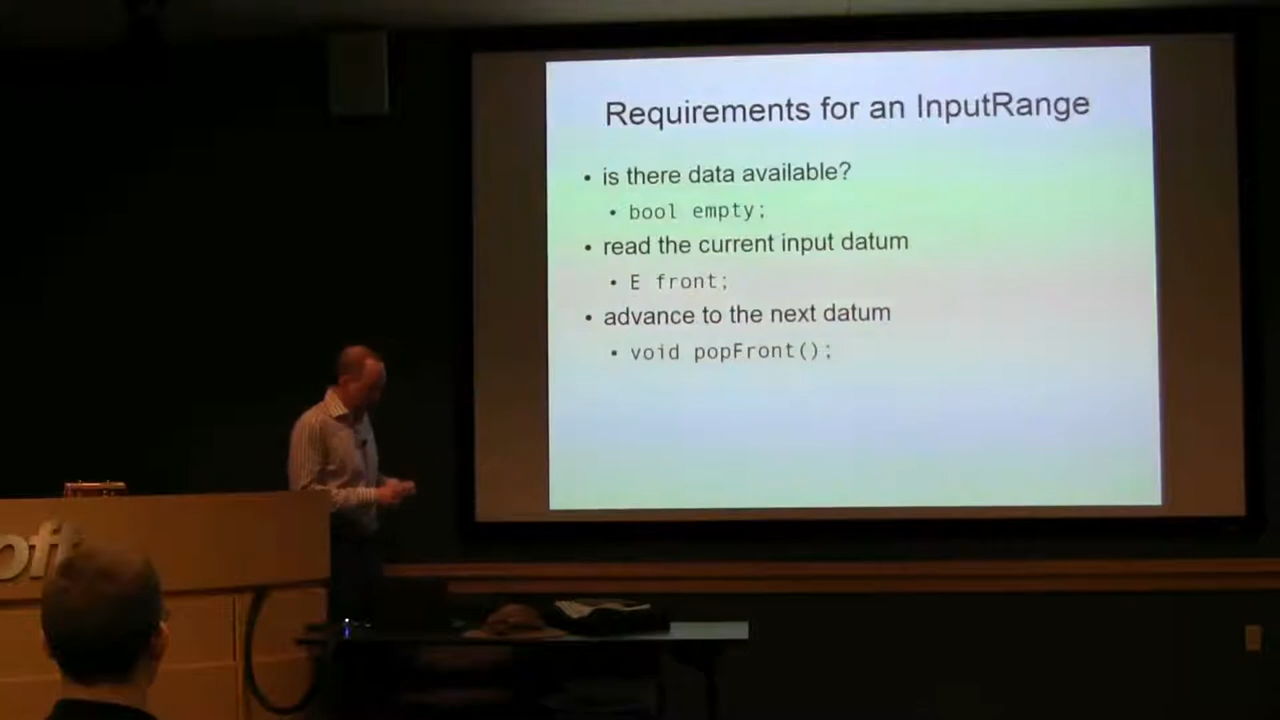 Requirements for an InputRange
• is there data available?
• bool empty;
• read the current input datum
• E front;
• advance to the next datum
• void popFront();
oft